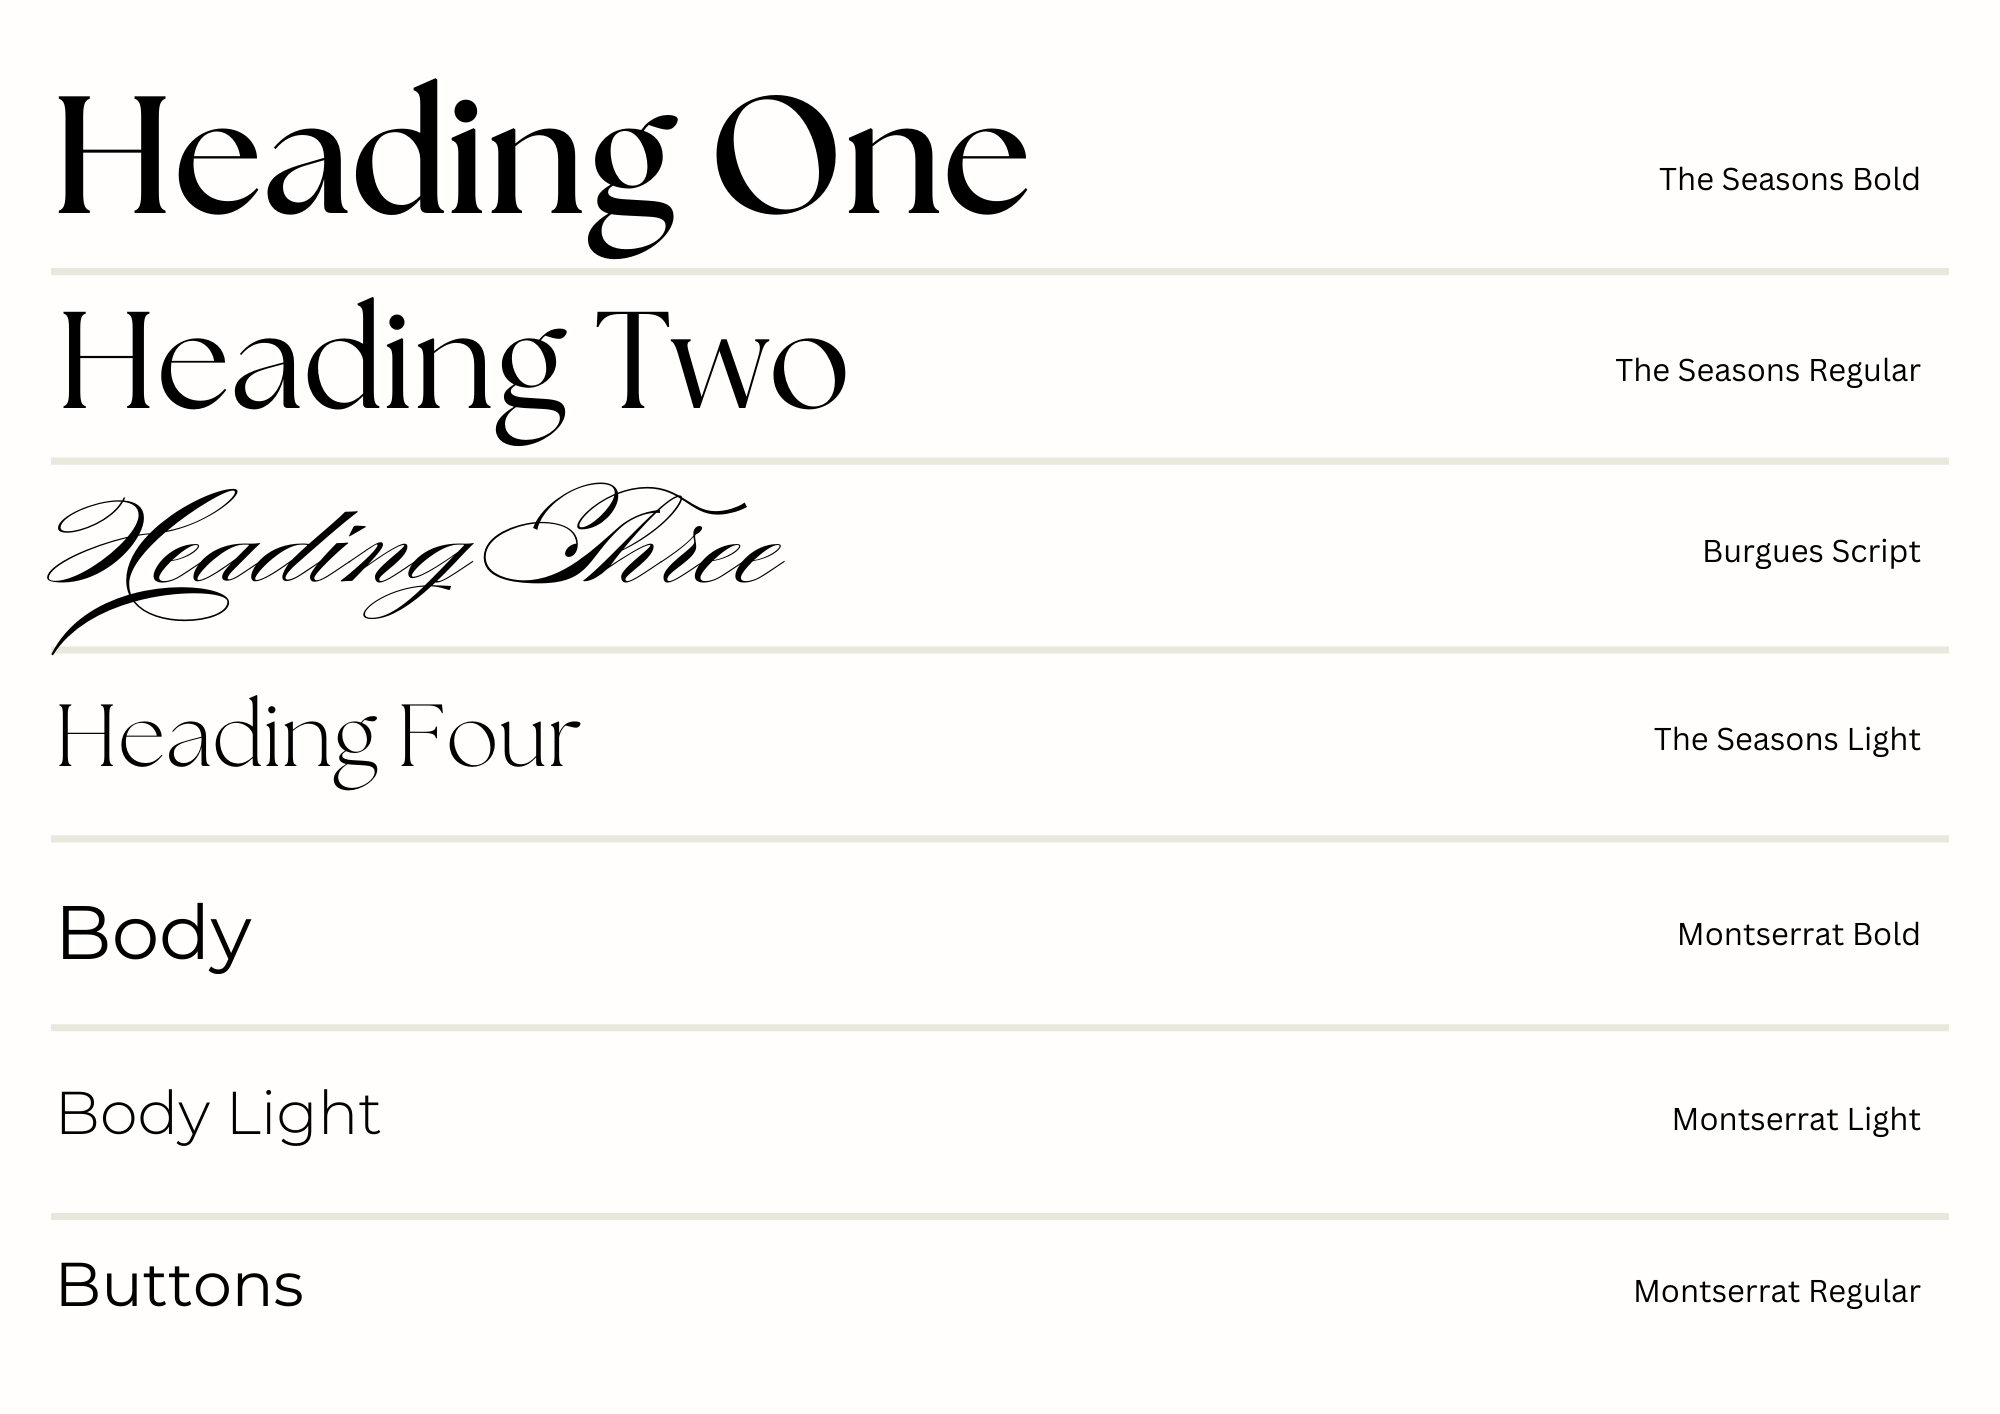 Heading One
The Seasons Bold
Heading Two
The Seasons Regular
Heading Three
Burgues Script
Heading Four
The Seasons Light
Body
Montserrat Bold
Body Light
Montserrat Light
Buttons
Montserrat Regular